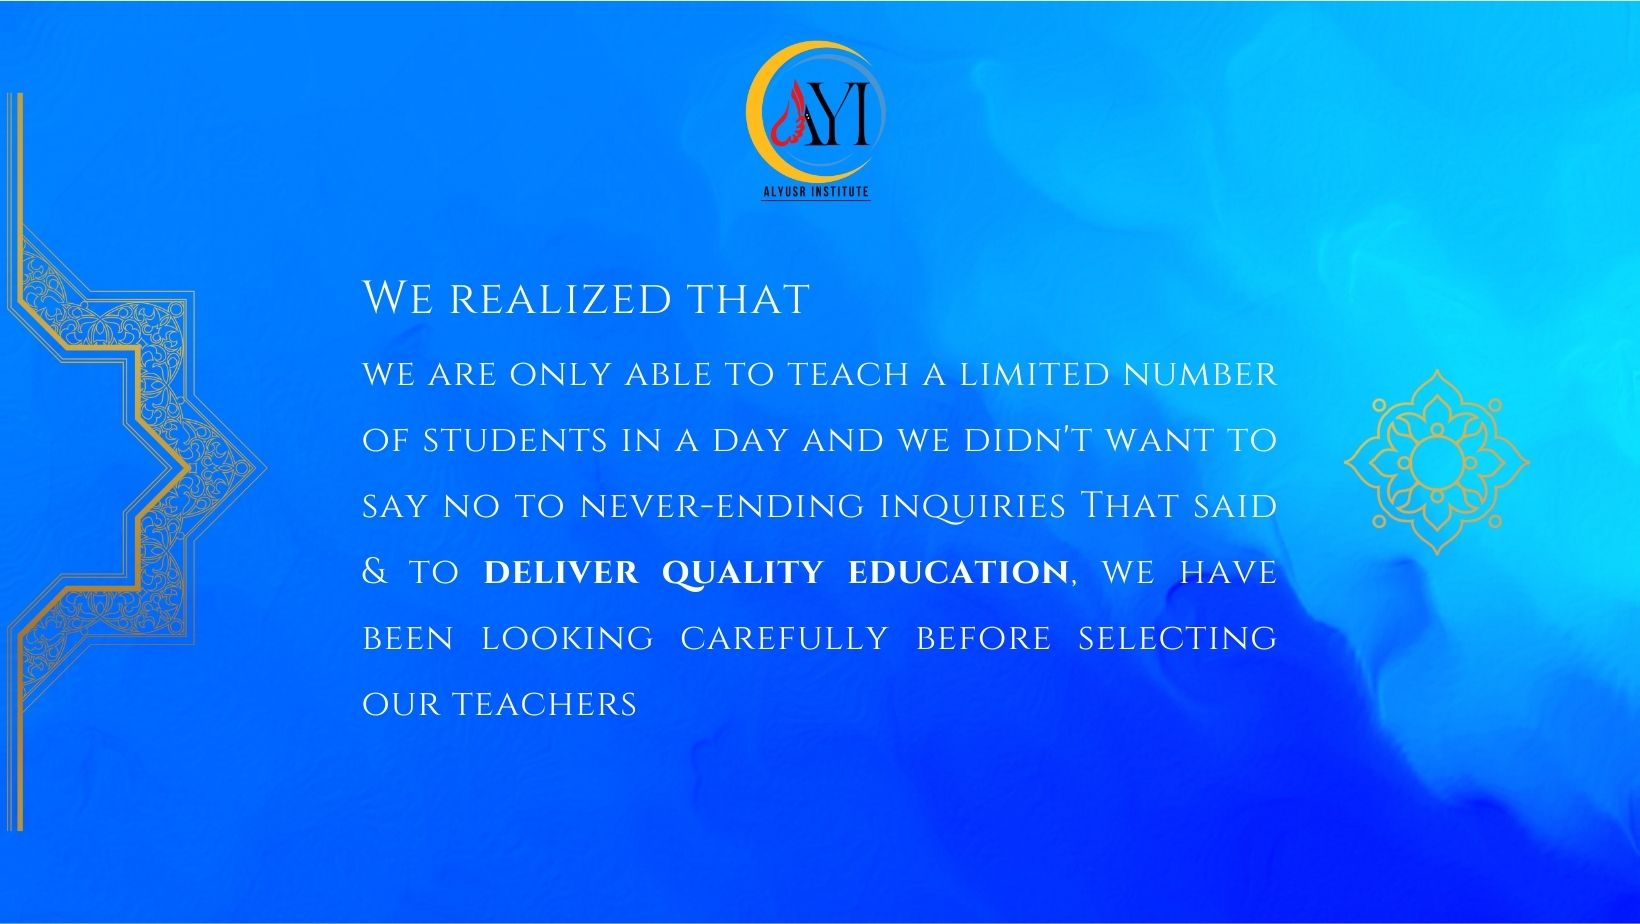 AYI
ALYUSR INSTITUTE
We realized that
we are only able to teach a limited number
of students in a day and we didn't want to
say no to never-ending inquiries That said
& to deliver quality education, we have
been looking carefully before selecting
our teachers